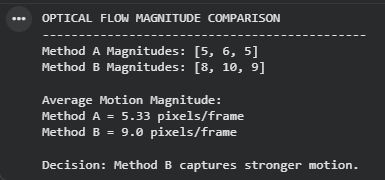 OPTICAL FLOW MAGNITUDE COMPARISON
---------------------------------------------
Method A Magnitudes: [5, 6, 5]
Method B Magnitudes: [8, 10, 9]
Average Motion Magnitude:
Method A = 5.33 pixels/frame
Method B = 9.0 pixels/frame
Decision: Method B captures stronger motion.